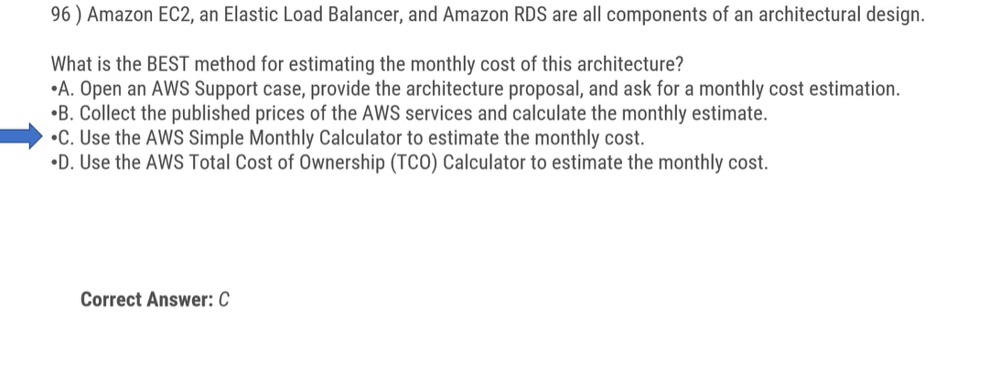 96 ) Amazon EC2, an Elastic Load Balancer, and Amazon RDS are all components of an architectural design.
What is the BEST method for estimating the monthly cost of this architecture?
•A. Open an AWS Support case, provide the architecture proposal, and ask for a monthly cost estimation.
•B. Collect the published prices of the AWS services and calculate the monthly estimate.
•C. Use the AWS Simple Monthly Calculator to estimate the monthly cost.
•D. Use the AWS Total Cost of Ownership (TCO) Calculator to estimate the monthly cost.
Correct Answer: C